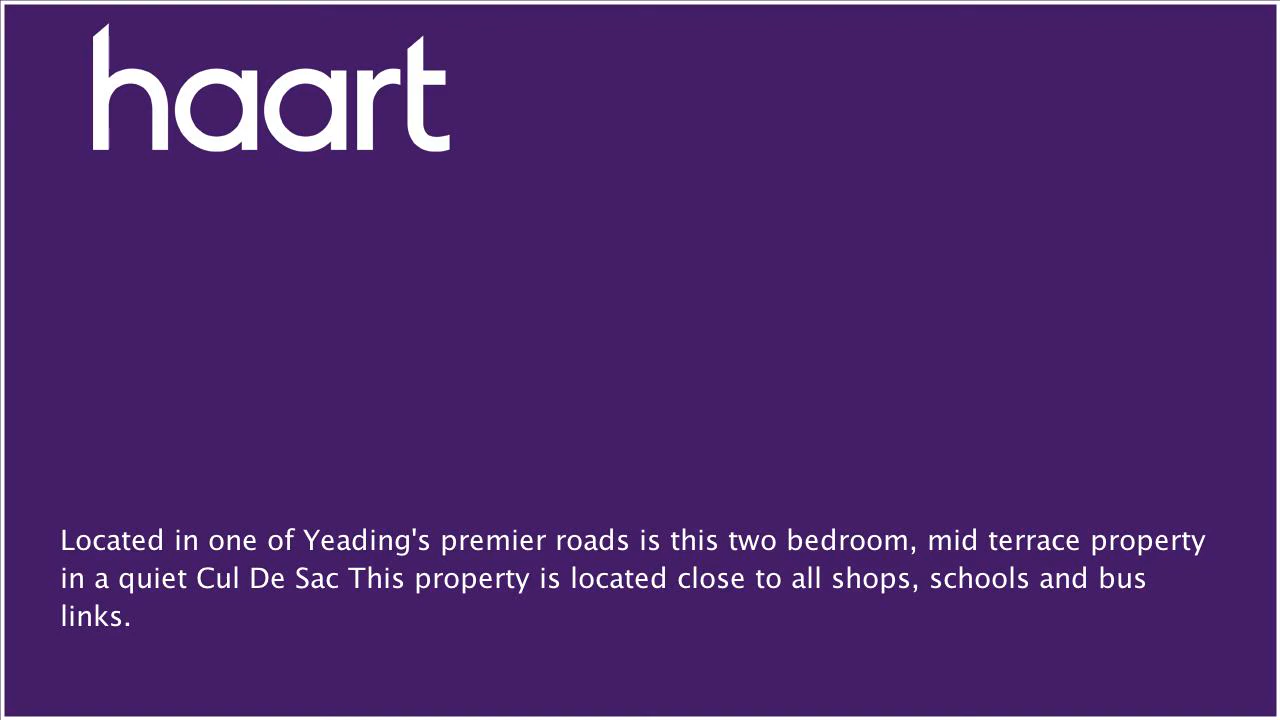 haart
Located in one of Yeading's premier roads is this two bedroom, mid terrace property
in a quiet Cul De Sac This property is located close to all shops, schools and bus
links.